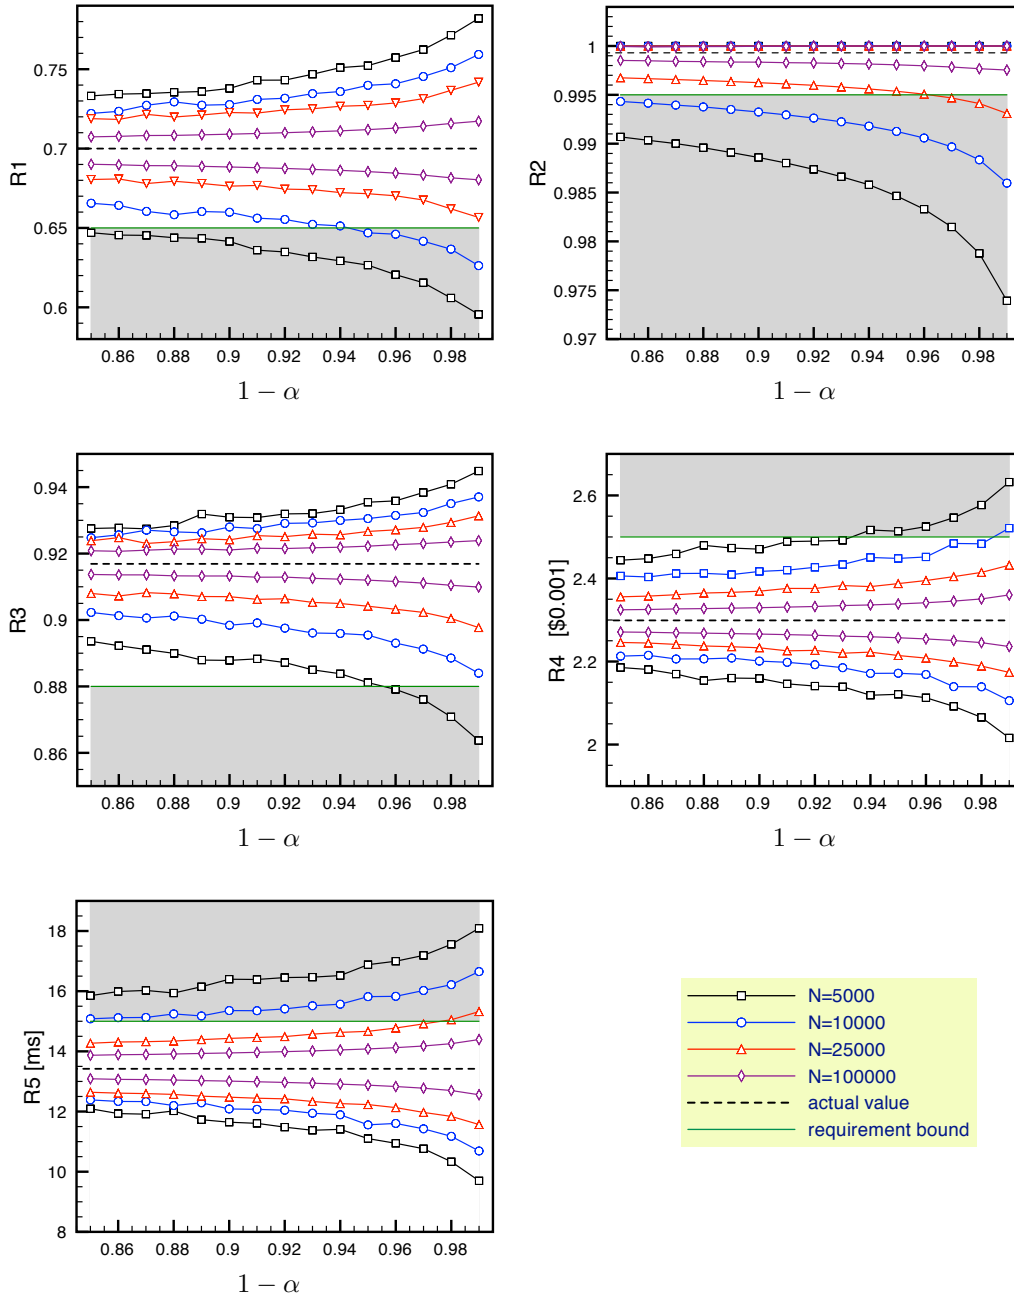 R1
0.75
0.7
0.65
0.6
0.86 0.88 0.9 0.92 0.94 0.96 0.98
1 − α
R2
1
0.995
0.99
0.985
0.98
0.975
0.97
0.86 0.88 0.9 0.92 0.94 0.96 0.98
1 − α
R3
0.94
0.92
0.9
0.88
0.86
0.86 0.88 0.9 0.92 0.94 0.96 0.98
1 − α
R4 [$0.001]
2.6
2.4
2.2
2
0.86 0.88 0.9 0.92 0.94 0.96 0.98
1 − α
R5 [ms]
18
16
14
12
10
8
0.86 0.88 0.9 0.92 0.94 0.96 0.98
1 − α
N=5000
N=10000
N=25000
N=100000
actual value
requirement bound